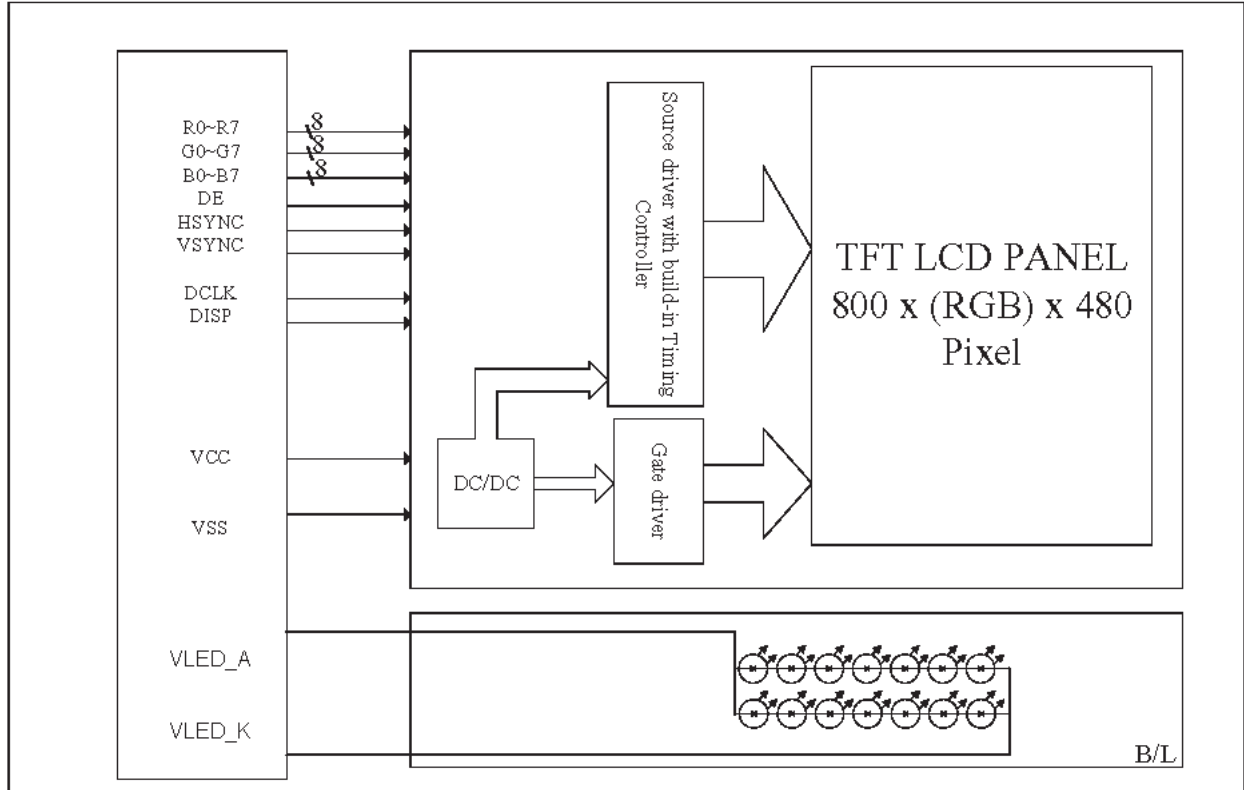 R0~R7
8
G0~G7
8
B0~B7
8
DE
HSYNC
VSYNC
DCLK
DISP
VCC
VSS
VLED_A
VLED_K
Source driver with build-in Timing
Controller
DC/DC
Gate driver
TFT LCD PANEL
800 x (RGB) x 480
Pixel
B/L